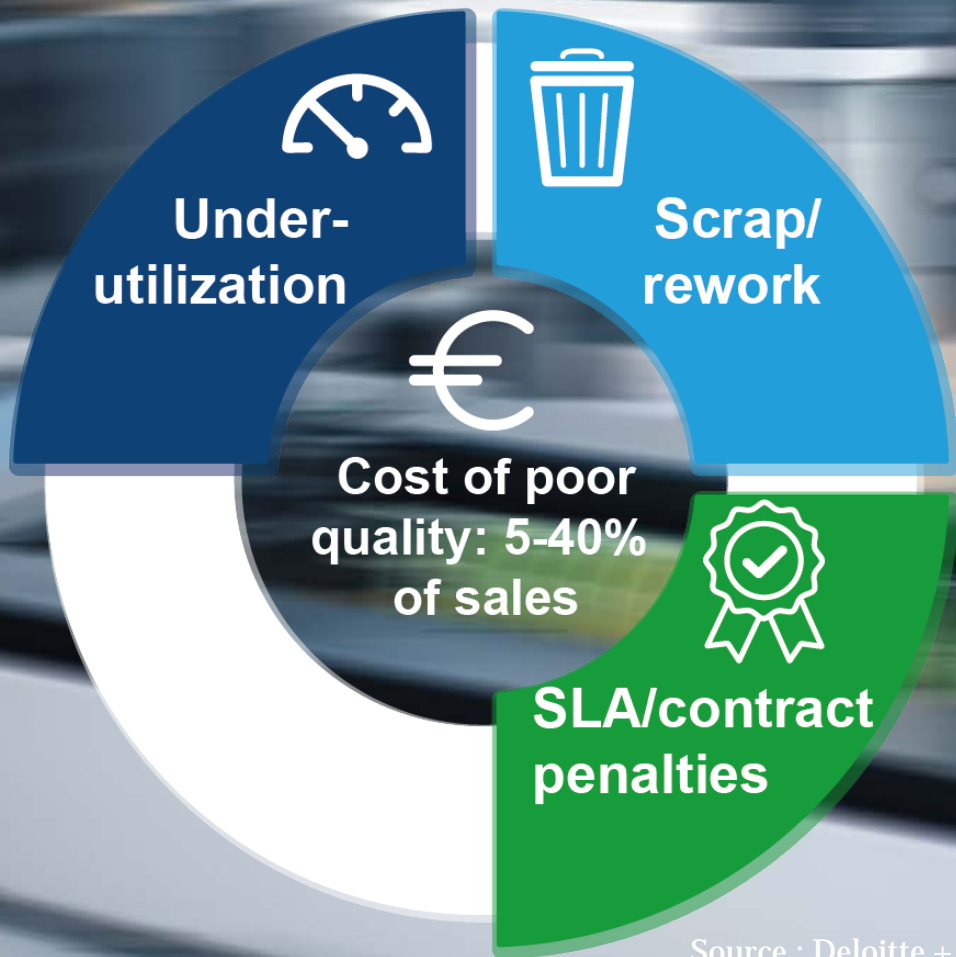 Under-
utilization
Scrap/
rework
€
Cost of poor
quality: 5-40%
of sales
SLA/contract
penalties
Source : Deloitte +